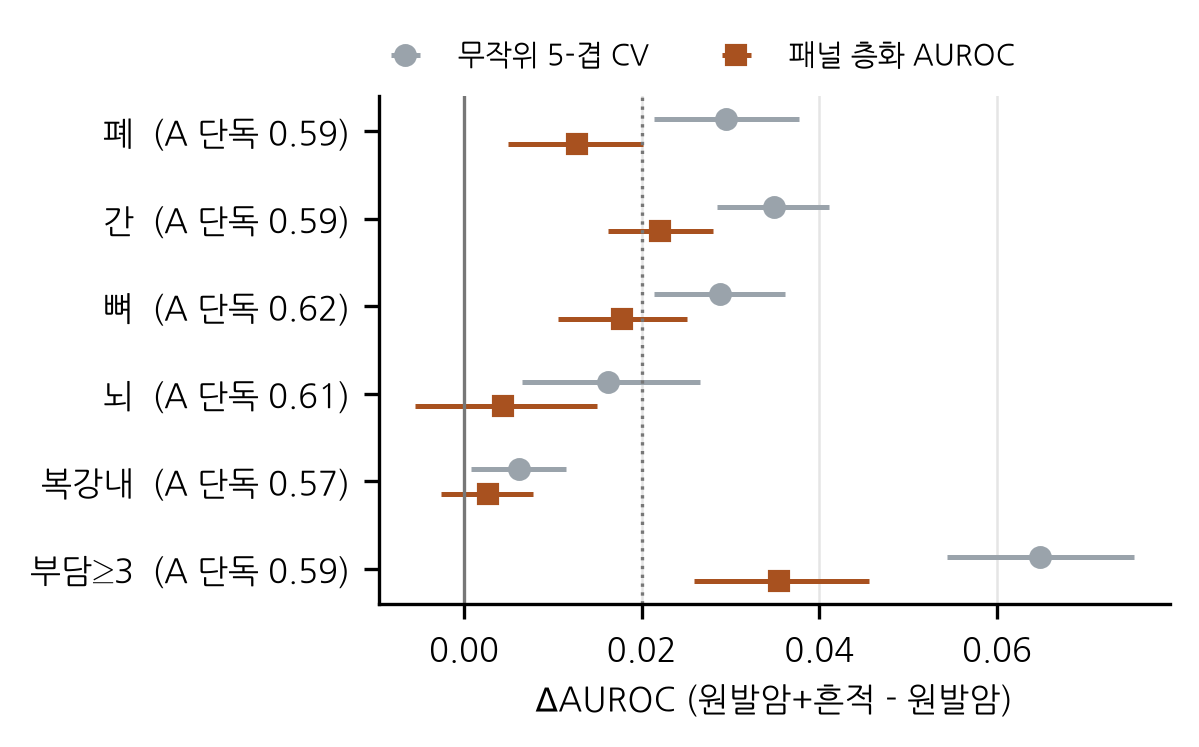 무작위 5-겹 CV
패널 층화 AUROC
폐 (A 단독 0.59)
간 (A 단독 0.59)
뼈 (A 단독 0.62)
뇌 (A 단독 0.61)
복강내 (A 단독 0.57)
부담≥3 (A 단독 0.59)
0.00 0.02 0.04 0.06
ΔAUROC (원발암+흔적 - 원발암)